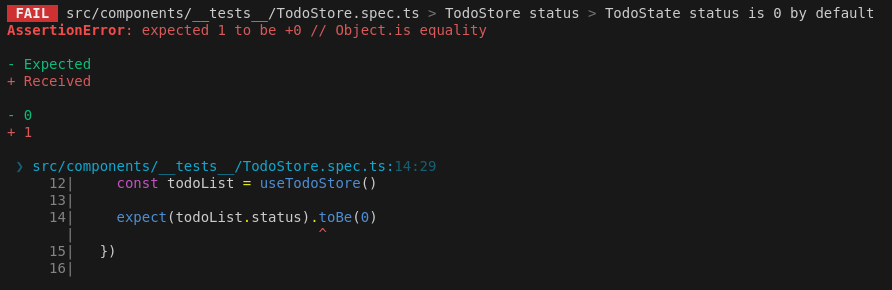 FAIL src/components/__tests__/TodoStore.spec.ts > TodoStore status > TodoState status is 0 by default
AssertionError: expected 1 to be +0 // Object.is equality
- Expected
+ Received
- 0
+ 1
❯ src/components/__tests__/TodoStore.spec.ts:14:29
12|     const todoList = useTodoStore()
13|
14|     expect(todoList.status).toBe(0)
|                             ^
15|   })
16|